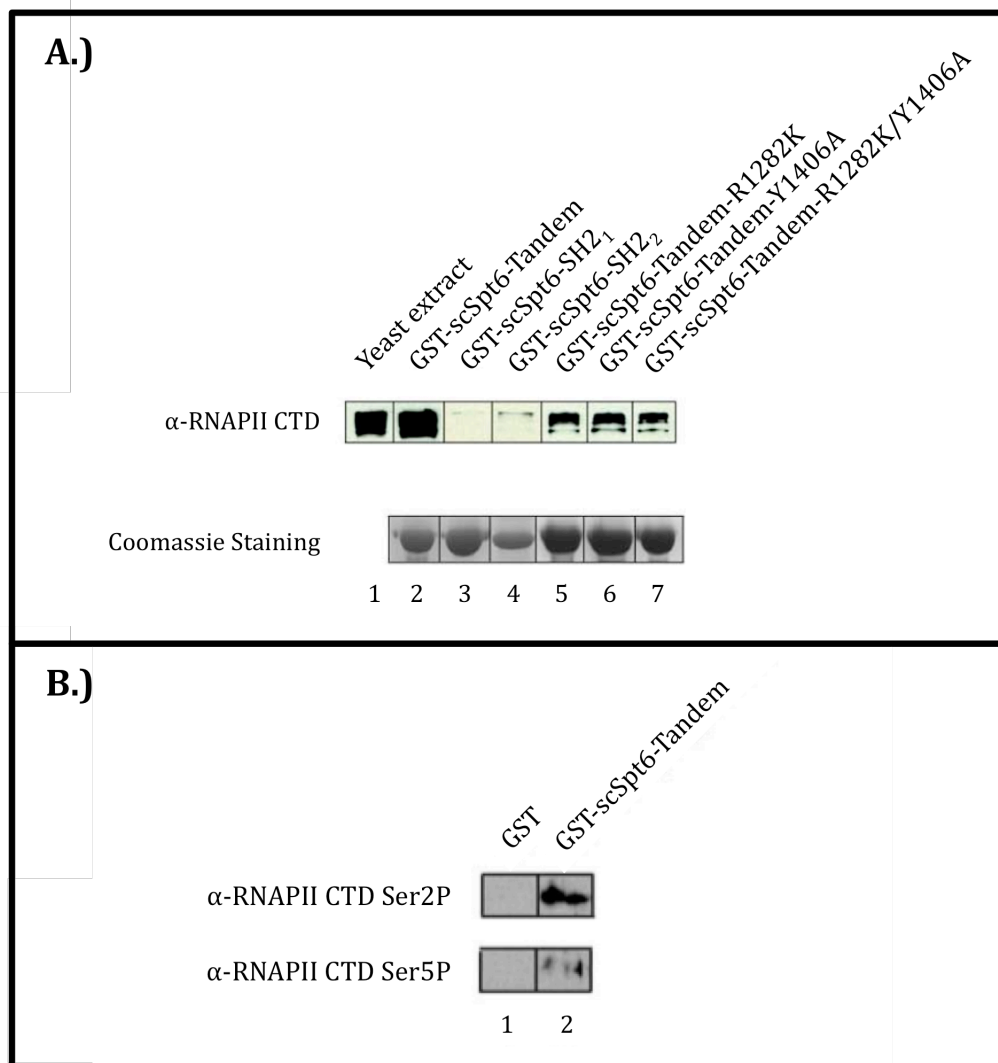 A.)
Yeast extract
GST-scSpt6-Tandem
GST-scSpt6-SH2₁
GST-scSpt6-SH2₂
GST-scSpt6-Tandem-R1282K
GST-scSpt6-Tandem-Y1406A
GST-scSpt6-Tandem-R1282K/Y1406A
α-RNAPII CTD
Coomassie Staining
1 2 3 4 5 6 7
B.)
GST
GST-scSpt6-Tandem
α-RNAPII CTD Ser2P
α-RNAPII CTD Ser5P
1 2